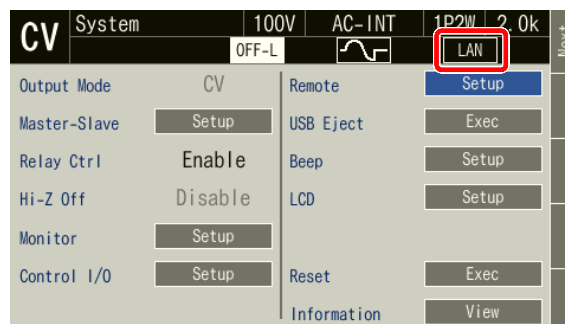 CV System 100V AC-INT 1P2W 2.0k Next
OFF-L LAN
Output Mode CV Remote Setup
Master-Slave Setup USB Eject Exec
Relay Ctrl Enable Beep Setup
Hi-Z Off Disable LCD Setup
Monitor Setup
Control I/O Setup Reset Exec
Information View